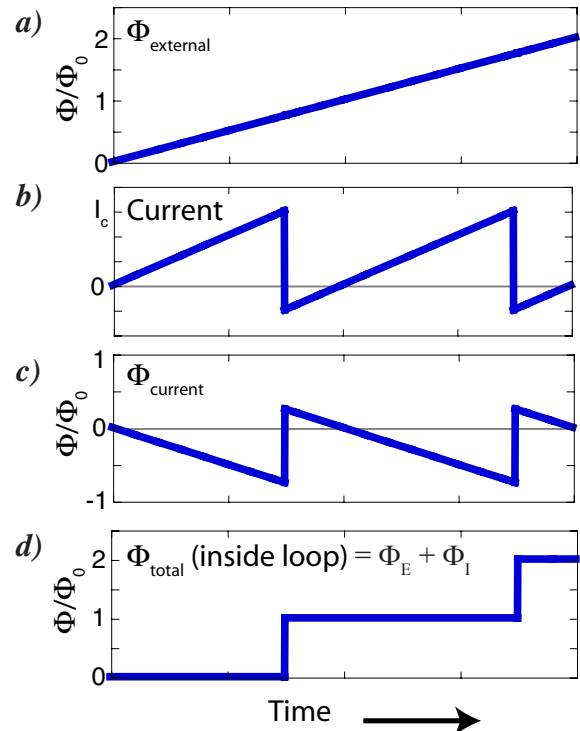 a)
Φexternal
Φ/Φ0
2
1
0
b)
Ic
Current
0
c)
Φcurrent
Φ/Φ0
1
0
-1
d)
Φtotal (inside loop) = ΦE + ΦI
Φ/Φ0
2
1
0
Time